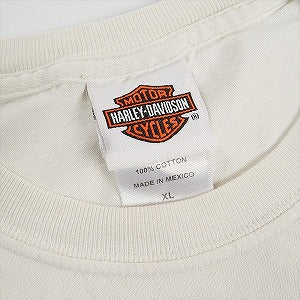 MOTOR
HARLEY-DAVIDSON
CYCLES
®
100% COTTON
MADE IN MEXICO
XL